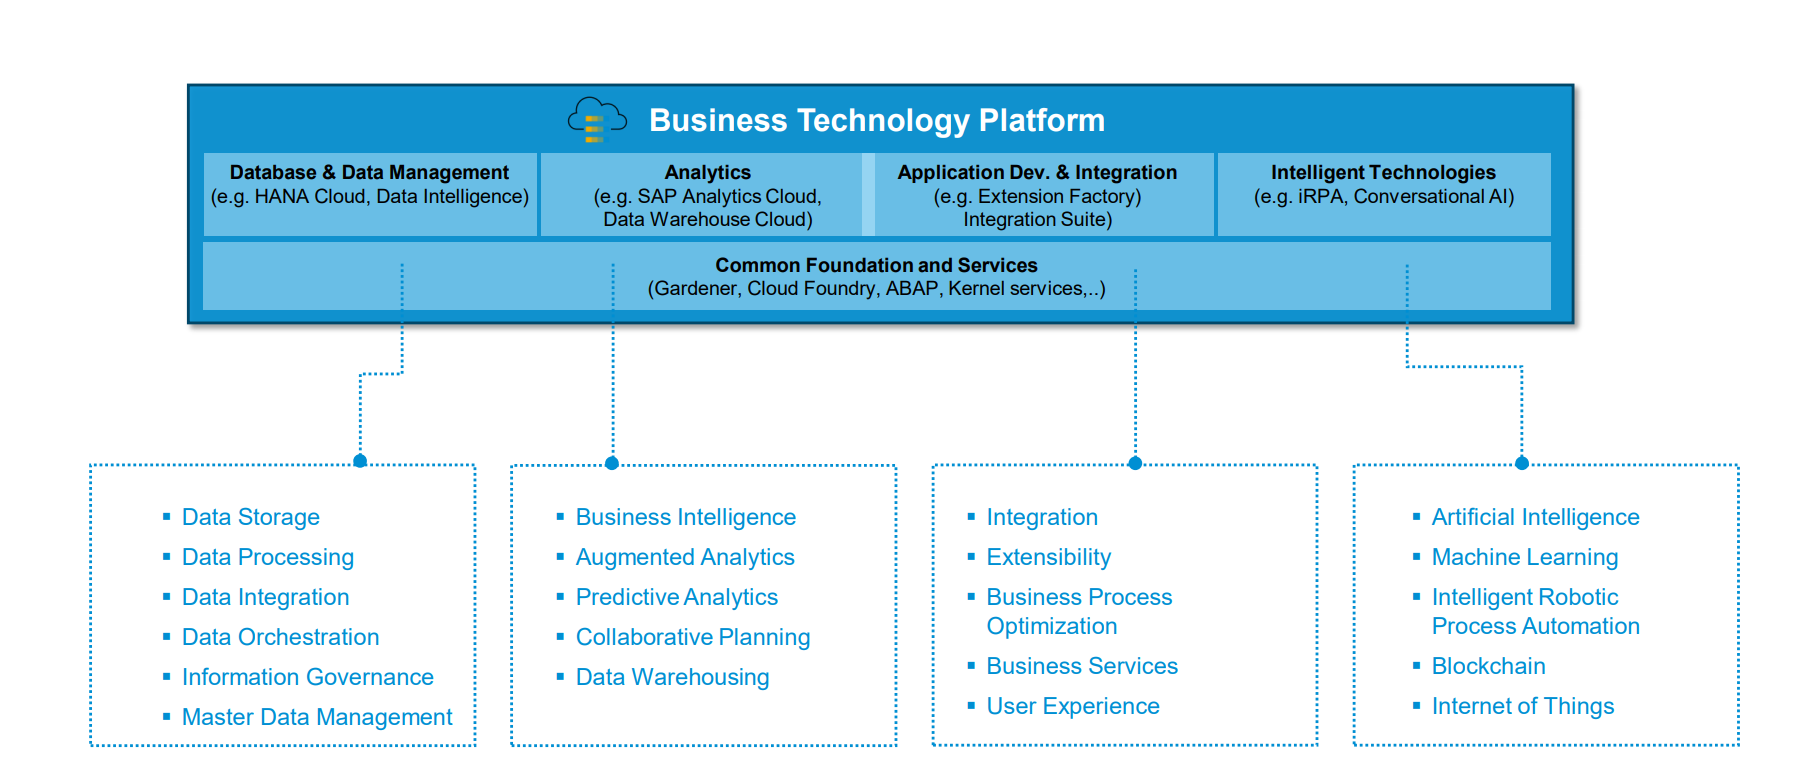 Business Technology Platform
Database & Data Management
(e.g. HANA Cloud, Data Intelligence)
Analytics
(e.g. SAP Analytics Cloud,
Data Warehouse Cloud)
Application Dev. & Integration
(e.g. Extension Factory)
Integration Suite)
Intelligent Technologies
(e.g. iRPA, Conversational AI)
Common Foundation and Services
(Gardener, Cloud Foundry, ABAP, Kernel services,..)
▪ Data Storage
▪ Data Processing
▪ Data Integration
▪ Data Orchestration
▪ Information Governance
▪ Master Data Management
▪ Business Intelligence
▪ Augmented Analytics
▪ Predictive Analytics
▪ Collaborative Planning
▪ Data Warehousing
▪ Integration
▪ Extensibility
▪ Business Process
Optimization
▪ Business Services
▪ User Experience
▪ Artificial Intelligence
▪ Machine Learning
▪ Intelligent Robotic
Process Automation
▪ Blockchain
▪ Internet of Things